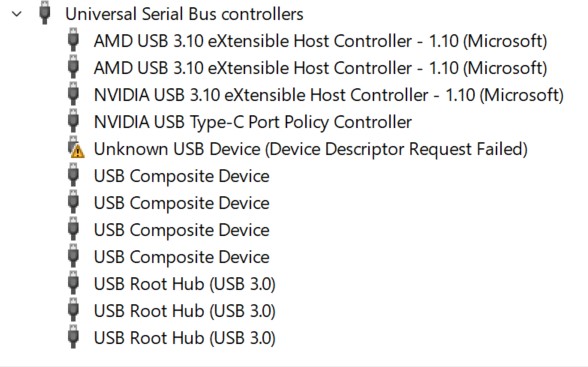 Universal Serial Bus controllers
AMD USB 3.10 eXtensible Host Controller - 1.10 (Microsoft)
AMD USB 3.10 eXtensible Host Controller - 1.10 (Microsoft)
NVIDIA USB 3.10 eXtensible Host Controller - 1.10 (Microsoft)
NVIDIA USB Type-C Port Policy Controller
Unknown USB Device (Device Descriptor Request Failed)
USB Composite Device
USB Composite Device
USB Composite Device
USB Composite Device
USB Root Hub (USB 3.0)
USB Root Hub (USB 3.0)
USB Root Hub (USB 3.0)